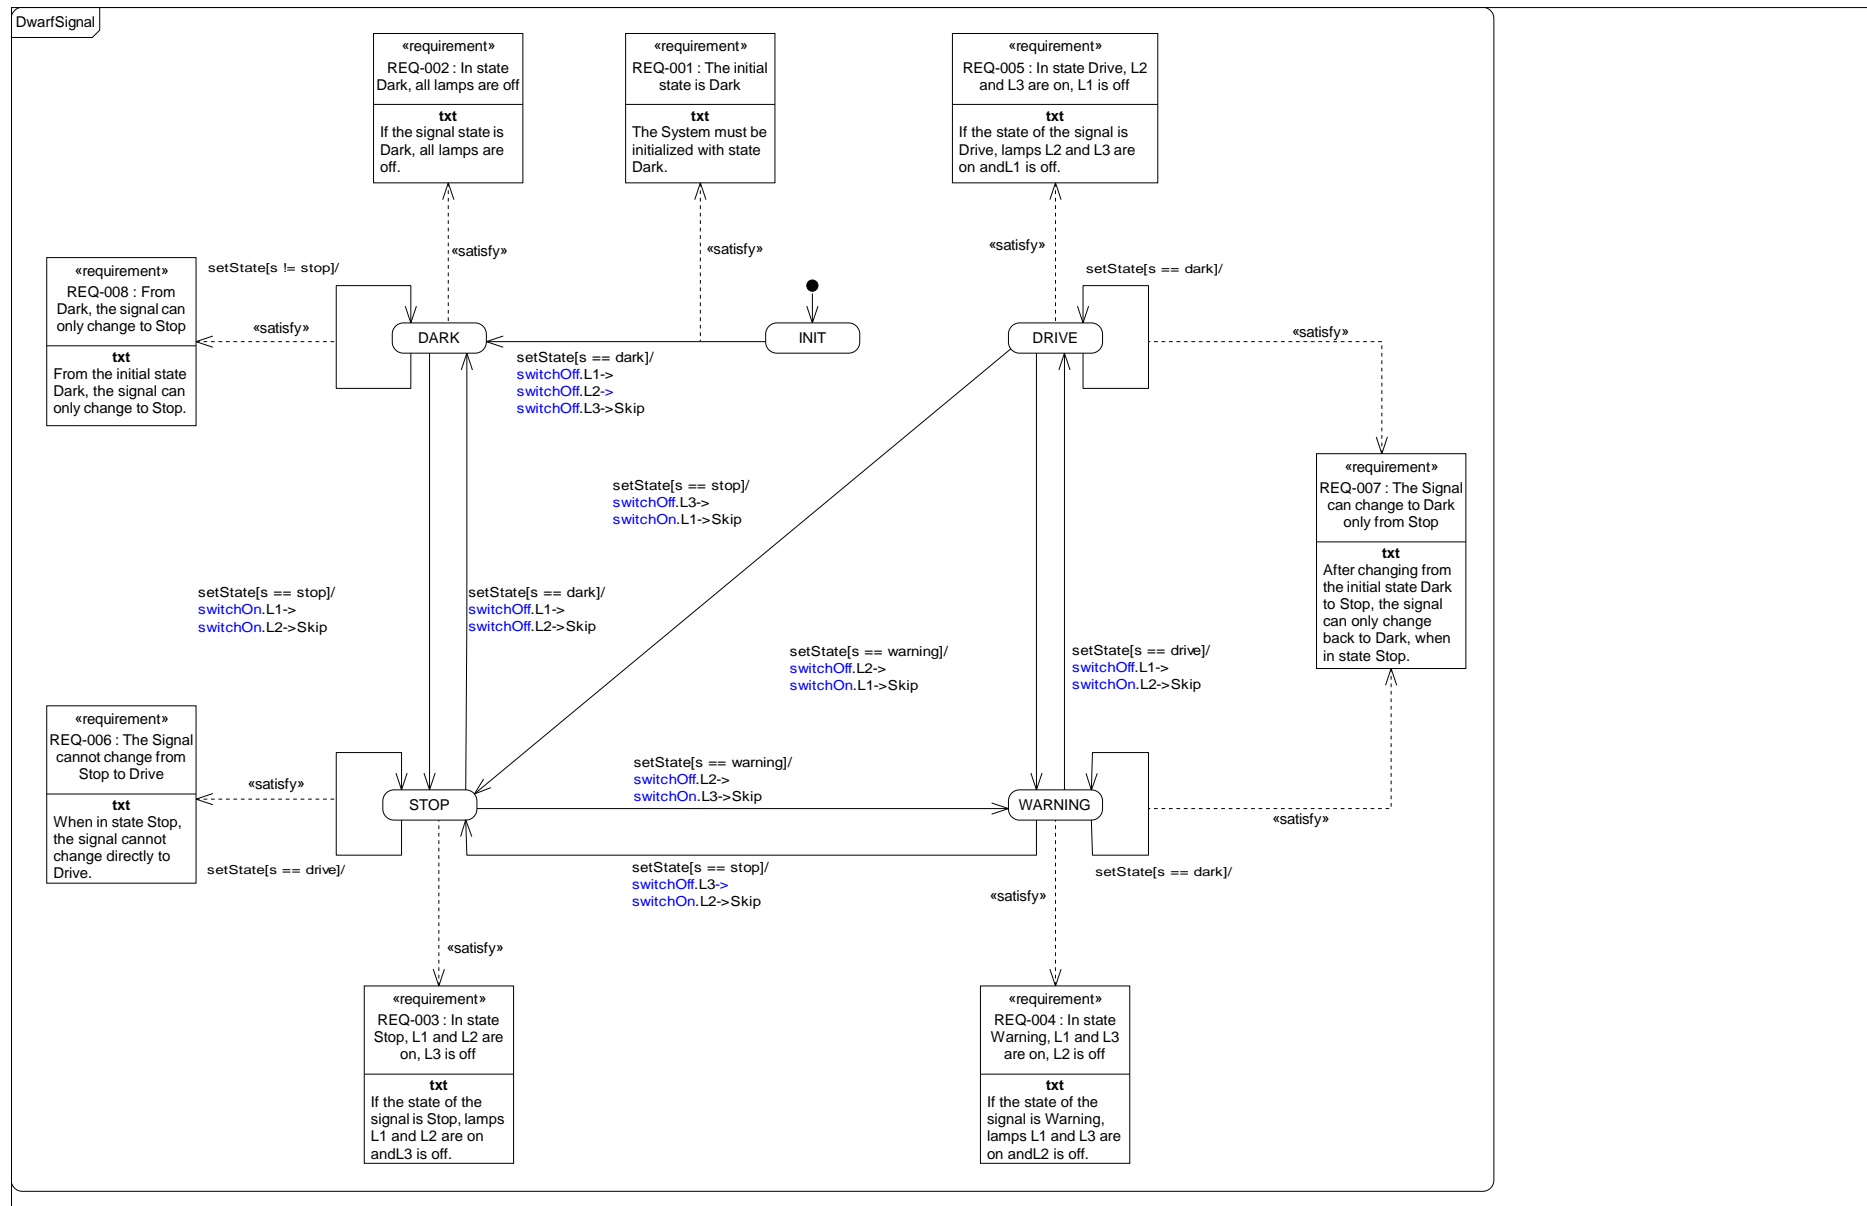 DwarfSignal
«requirement»
REQ-002 : In state
Dark, all lamps are off
txt
If the signal state is
Dark, all lamps are
off.
«requirement»
REQ-001 : The initial
state is Dark
txt
The System must be
initialized with state
Dark.
«requirement»
REQ-005 : In state Drive, L2
and L3 are on, L1 is off
txt
If the state of the signal is
Drive, lamps L2 and L3 are
on andL1 is off.
«satisfy»
«satisfy»
«satisfy»
«requirement»
REQ-008 : From
Dark, the signal can
only change to Stop
txt
From the initial state
Dark, the signal can
only change to Stop.
setState[s != stop]/
«satisfy»
DARK
INIT
setState[s == dark]/
switchOff.L1->
switchOff.L2->
switchOff.L3->Skip
DRIVE
setState[s == dark]/
«satisfy»
setState[s == stop]/
switchOff.L3->
switchOn.L1->Skip
«requirement»
REQ-007 : The Signal
can change to Dark
only from Stop
txt
After changing from
the initial state Dark
to Stop, the signal
can only change
back to Dark, when
in state Stop.
setState[s == stop]/
switchOn.L1->
switchOn.L2->Skip
setState[s == dark]/
switchOff.L1->
switchOff.L2->Skip
setState[s == warning]/
switchOff.L2->
switchOn.L1->Skip
setState[s == drive]/
switchOff.L1->
switchOn.L2->Skip
«requirement»
REQ-006 : The Signal
cannot change from
Stop to Drive
txt
When in state Stop,
the signal cannot
change directly to
Drive.
«satisfy»
setState[s == drive]/
STOP
setState[s == warning]/
switchOff.L2->
switchOn.L3->Skip
WARNING
«satisfy»
setState[s == stop]/
switchOff.L3->
switchOn.L2->Skip
setState[s == dark]/
«satisfy»
«satisfy»
«requirement»
REQ-003 : In state
Stop, L1 and L2 are
on, L3 is off
txt
If the state of the
signal is Stop, lamps
L1 and L2 are on
andL3 is off.
«requirement»
REQ-004 : In state
Warning, L1 and L3
are on, L2 is off
txt
If the state of the
signal is Warning,
lamps L1 and L3 are
on andL2 is off.